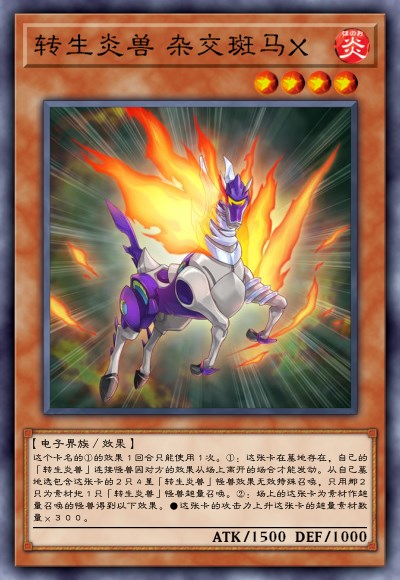 转生炎兽 杂交斑马X
炎
【电子界族/效果】
这个卡名的①的效果1回合只能使用1次。①：这张卡在墓地存在，自己的
「转生炎兽」连接怪兽因对方的效果从场上离开的场合才能发动。从自己墓
地选包含这张卡的2只4星「转生炎兽」怪兽效果无效特殊召唤，只用那2
只为素材把1只「转生炎兽」怪兽超量召唤。②：场上的这张卡为素材作超
量召唤的怪兽得到以下效果。●这张卡的攻击力上升这张卡的超量素材数
量×300。
ATK/1500 DEF/1000